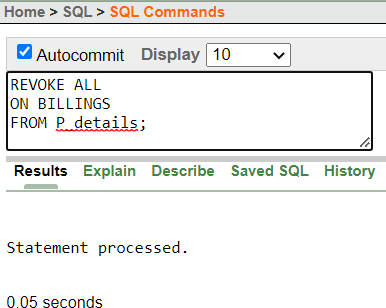 Home > SQL > SQL Commands
Autocommit Display 10
REVOKE ALL
ON BILLINGS
FROM P_details;
Results Explain Describe Saved SQL History
Statement processed.
0.05 seconds